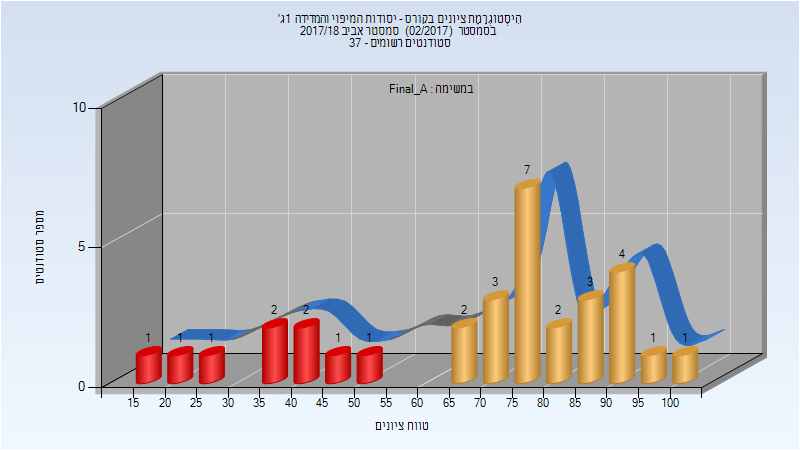 היסטוגרמת ציונים בקורס - יסודות המיפוי והמדידה 1ג'
בסמסטר (02/2017) סמסטר אביב 2017/18
סטודנטים רשומים - 37
במשימה : Final_A
10
5
0
מספר סטודנטים
1 1 1 2 2 1 1 2 3 7 2 3 4 1 1
15 20 25 30 35 40 45 50 55 60 65 70 75 80 85 90 95 100
טווח ציונים